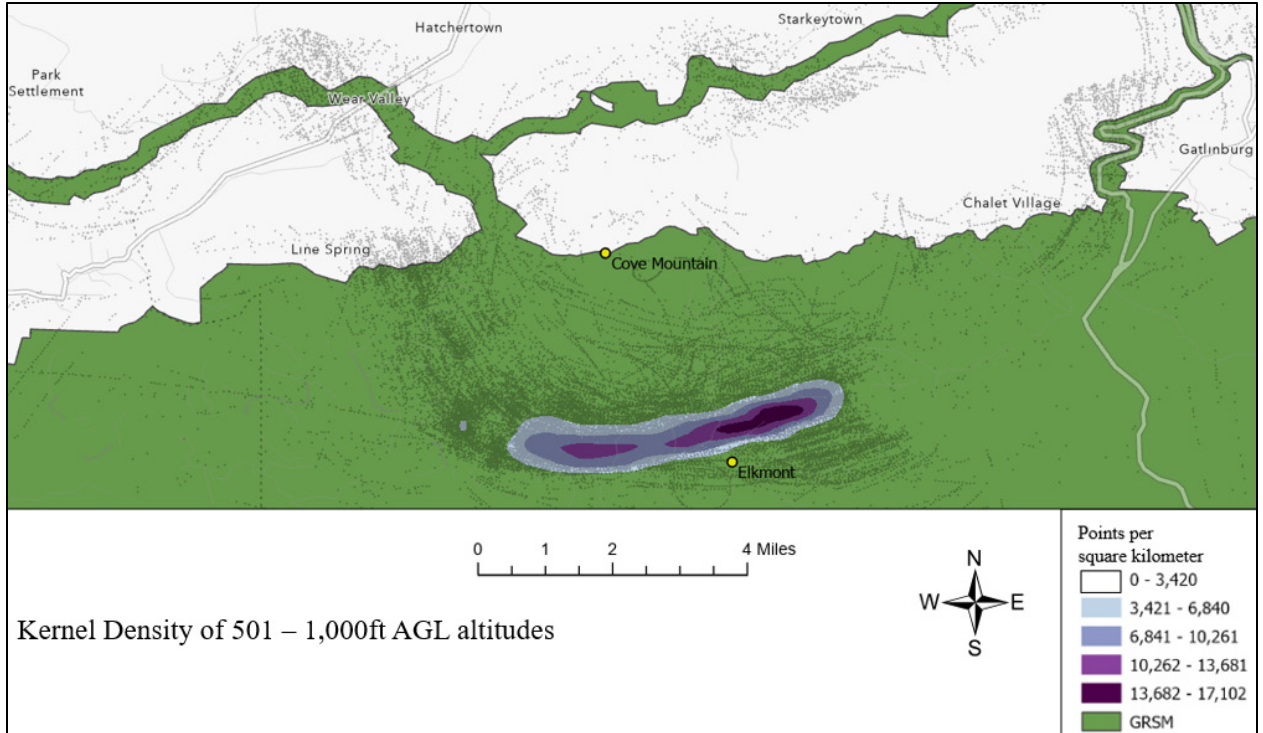 Hatchertown
Starkeytown
Park
Settlement
Wear Valley
Gatlinburg
Chalet Village
Line Spring
Cove Mountain
Elkmont
0 1 2 4 Miles
N
W E
S
Kernel Density of 501 – 1,000ft AGL altitudes
Points per
square kilometer
0 - 3,420
3,421 - 6,840
6,841 - 10,261
10,262 - 13,681
13,682 - 17,102
GRSM